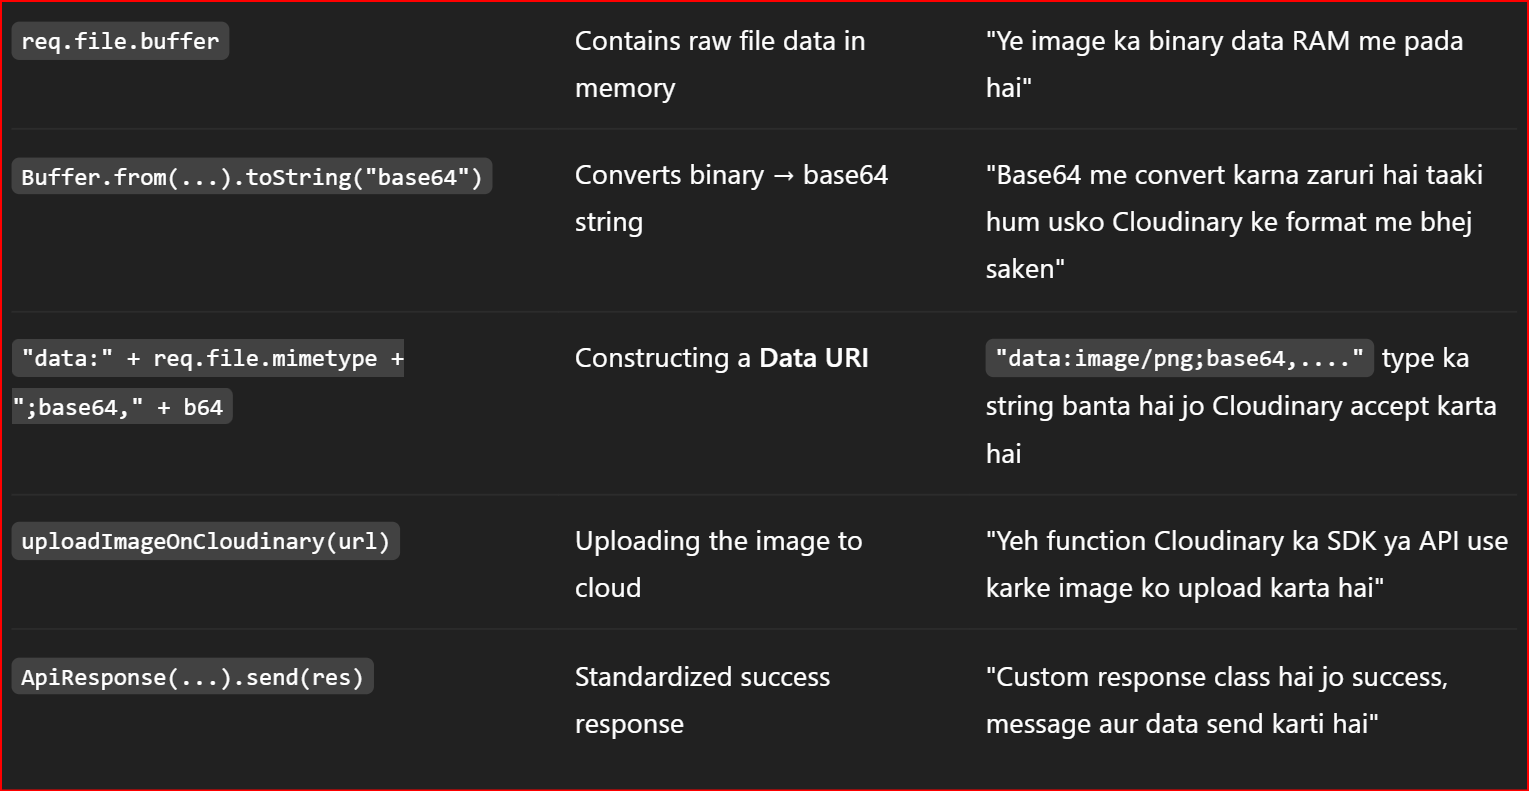 req.file.buffer
Contains raw file data in
memory
"Ye image ka binary data RAM me pada
hai"
Buffer.from(...).toString("base64")
Converts binary → base64
string
"Base64 me convert karna zaruri hai taaki
hum usko Cloudinary ke format me bhej
saken"
"data:" + req.file.mimetype +
";base64," + b64
Constructing a Data URI
"data:image/png;base64,...." type ka
string banta hai jo Cloudinary accept karta
hai
uploadImageOnCloudinary(url)
Uploading the image to
cloud
"Yeh function Cloudinary ka SDK ya API use
karke image ko upload karta hai"
ApiResponse(...).send(res)
Standardized success
response
"Custom response class hai jo success,
message aur data send karti hai"